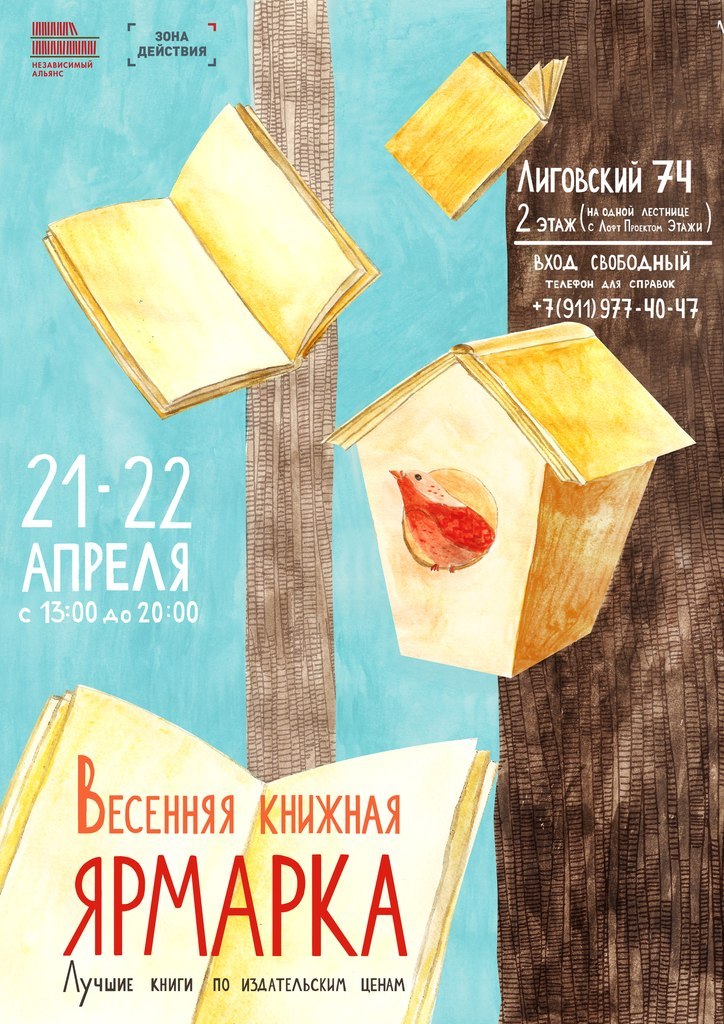 НЕЗАВИСИМЫЙ
АЛЬЯНС
ЗОНА
ДЕЙСТВИЯ
Лиговский 74
2 этаж (на одной лестнице
с Лофт Проектом Этажи)
ВХОД СВОБОДНЫЙ
ТЕЛЕФОН ДЛЯ СПРАВОК
+7(911)977-40-47
21-22
АПРЕЛЯ
с 13:00 до 20:00
Весенняя книжная
ЯРМАРКА
Лучшие книги по издательским ценам